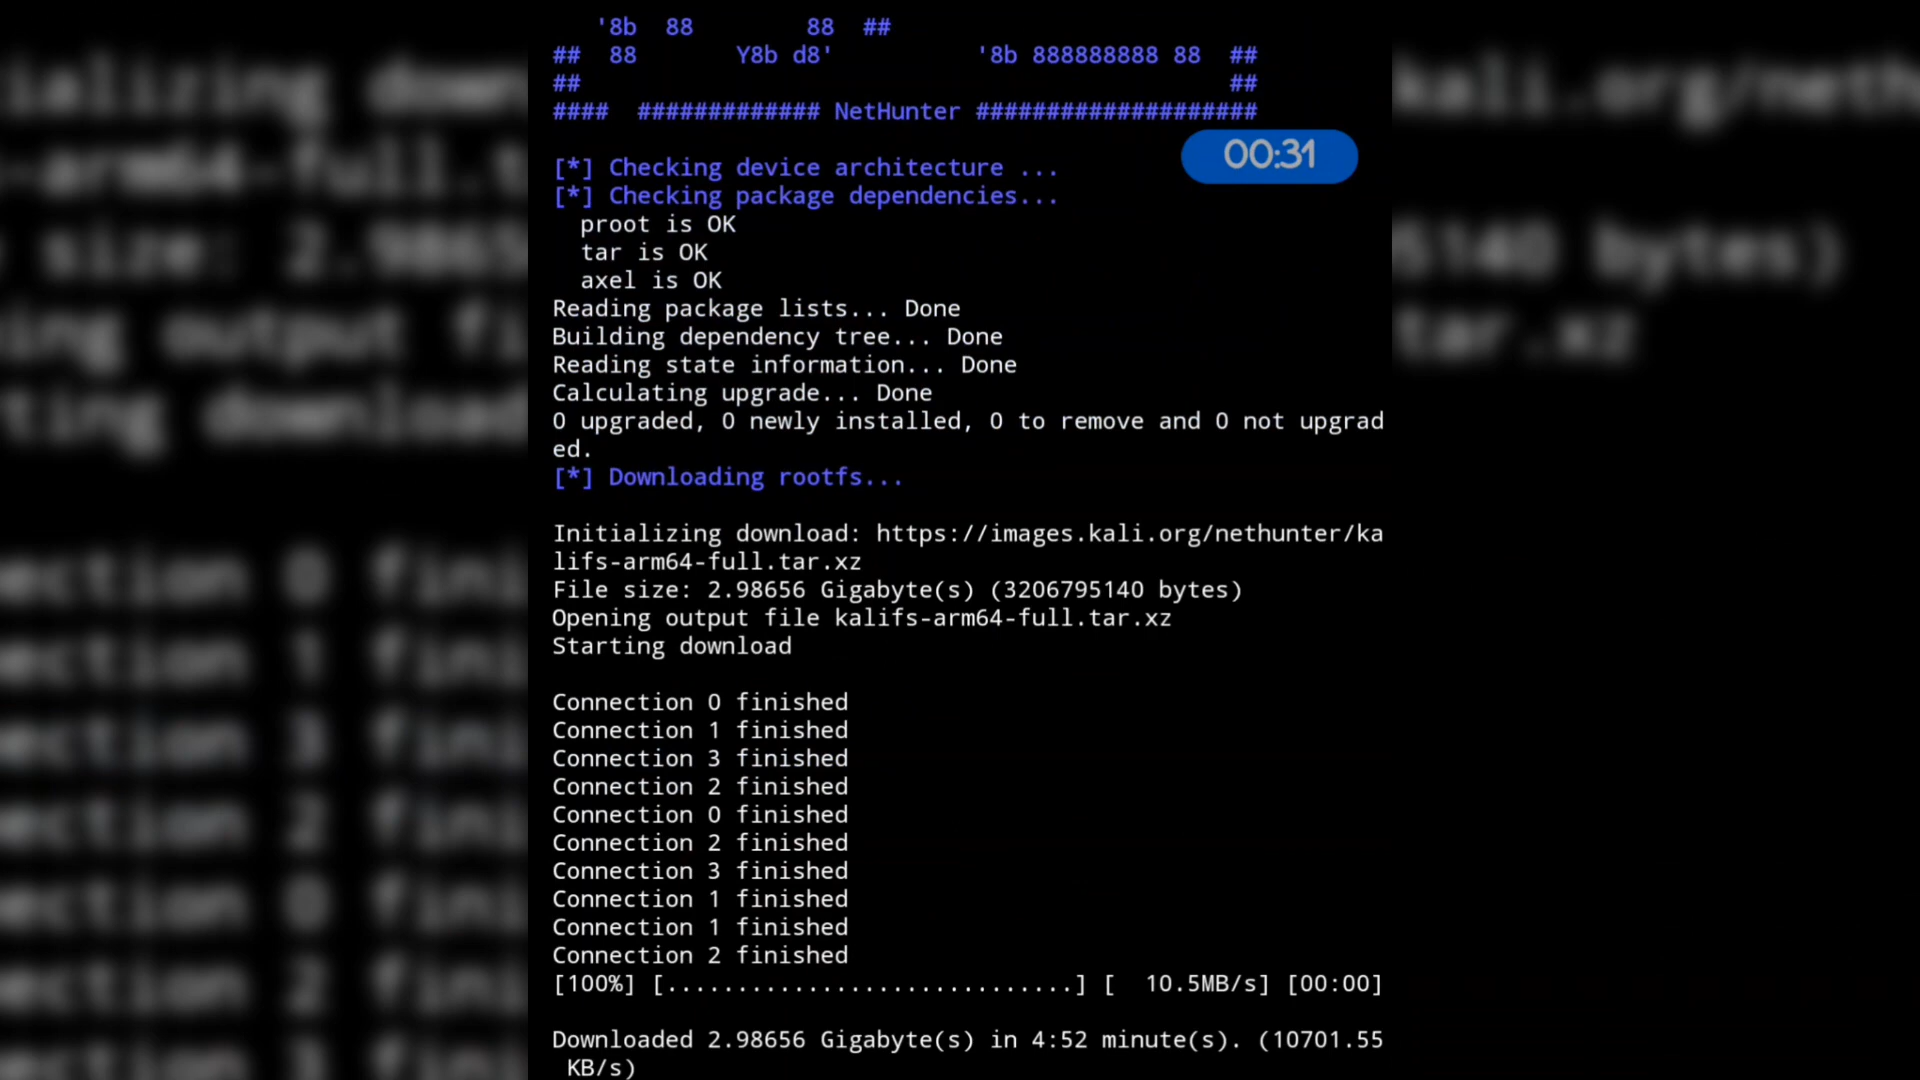 '8b  88        88  ##
##  88       Y8b d8'          '8b 888888888 88  ##
##                                              ##
####  ############# NetHunter ####################
00:31
[*] Checking device architecture ...
[*] Checking package dependencies...
  proot is OK
  tar is OK
  axel is OK
Reading package lists... Done
Building dependency tree... Done
Reading state information... Done
Calculating upgrade... Done
0 upgraded, 0 newly installed, 0 to remove and 0 not upgrad
ed.
[*] Downloading rootfs...
Initializing download: https://images.kali.org/nethunter/ka
lifs-arm64-full.tar.xz
File size: 2.98656 Gigabyte(s) (3206795140 bytes)
Opening output file kalifs-arm64-full.tar.xz
Starting download
Connection 0 finished
Connection 1 finished
Connection 3 finished
Connection 2 finished
Connection 0 finished
Connection 2 finished
Connection 3 finished
Connection 1 finished
Connection 1 finished
Connection 2 finished
[100%] [.............................] [  10.5MB/s] [00:00]
Downloaded 2.98656 Gigabyte(s) in 4:52 minute(s). (10701.55
 KB/s)